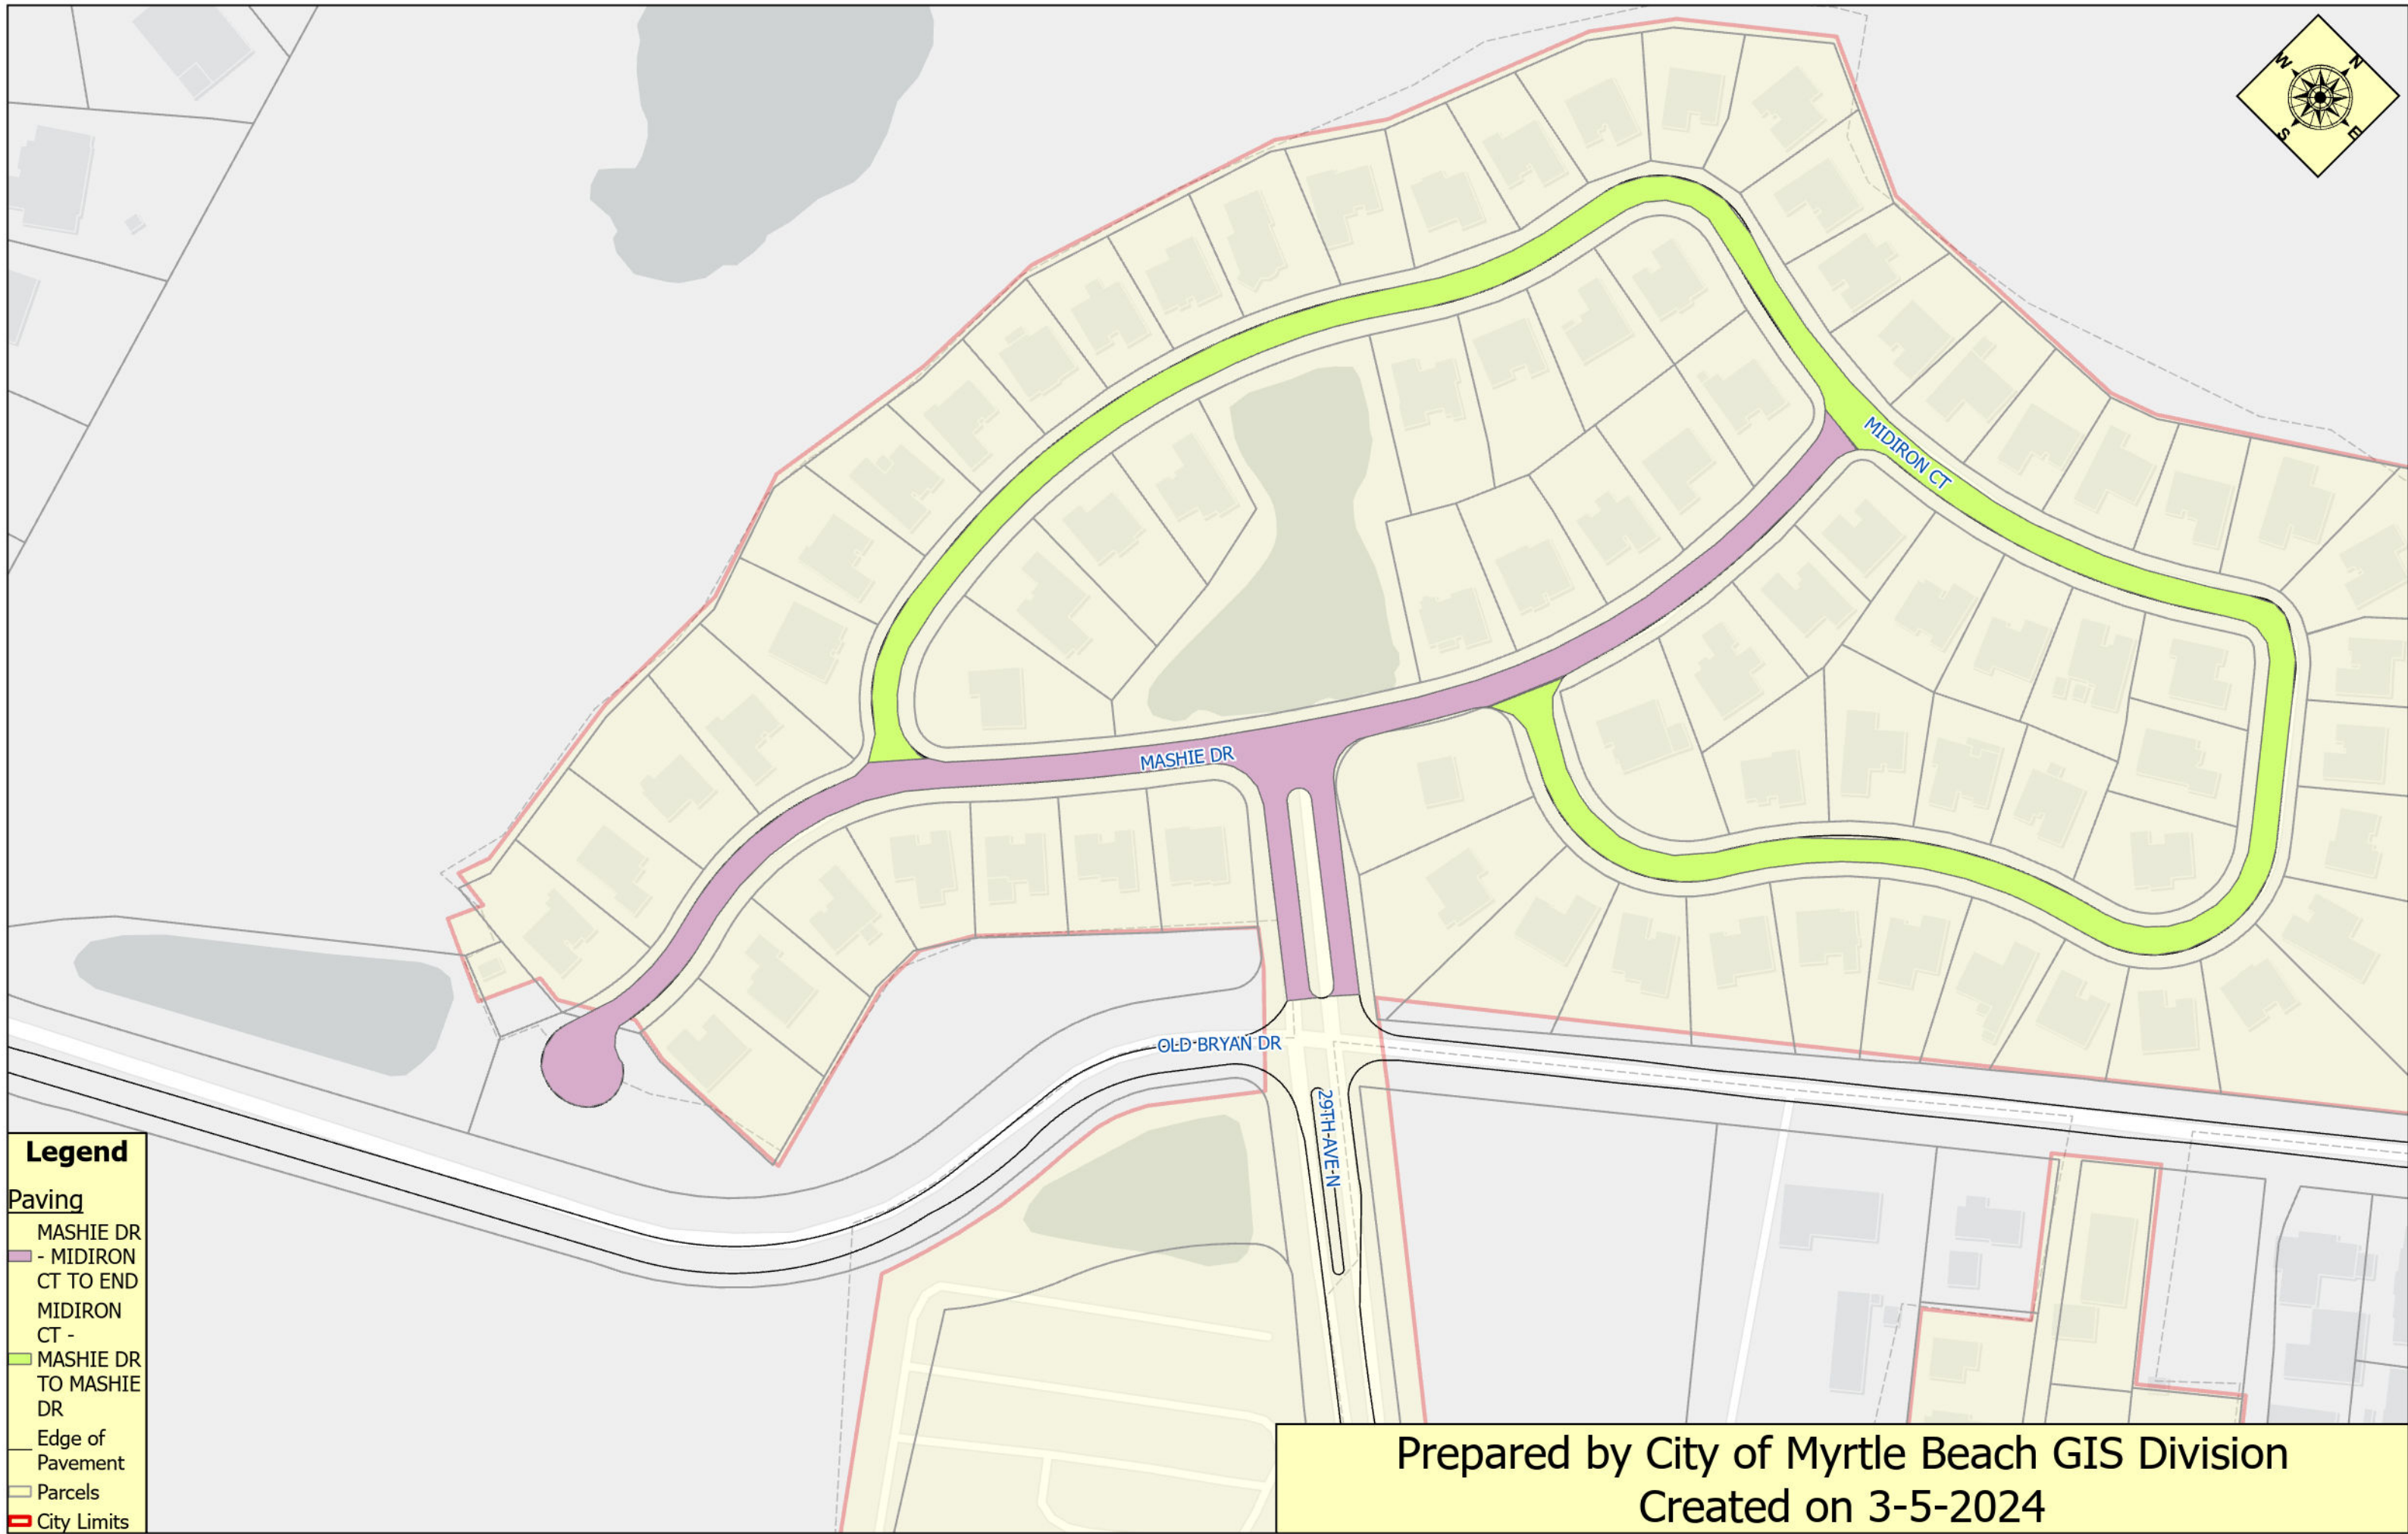 W
N
S
E
MIDIRON CT
MASHIE DR
OLD BRYAN DR
29TH AVE N
Legend
Paving
MASHIE DR
- MIDIRON
CT TO END
MIDIRON
CT -
MASHIE DR
TO MASHIE
DR
Edge of
Pavement
Parcels
City Limits
Prepared by City of Myrtle Beach GIS Division
Created on 3-5-2024